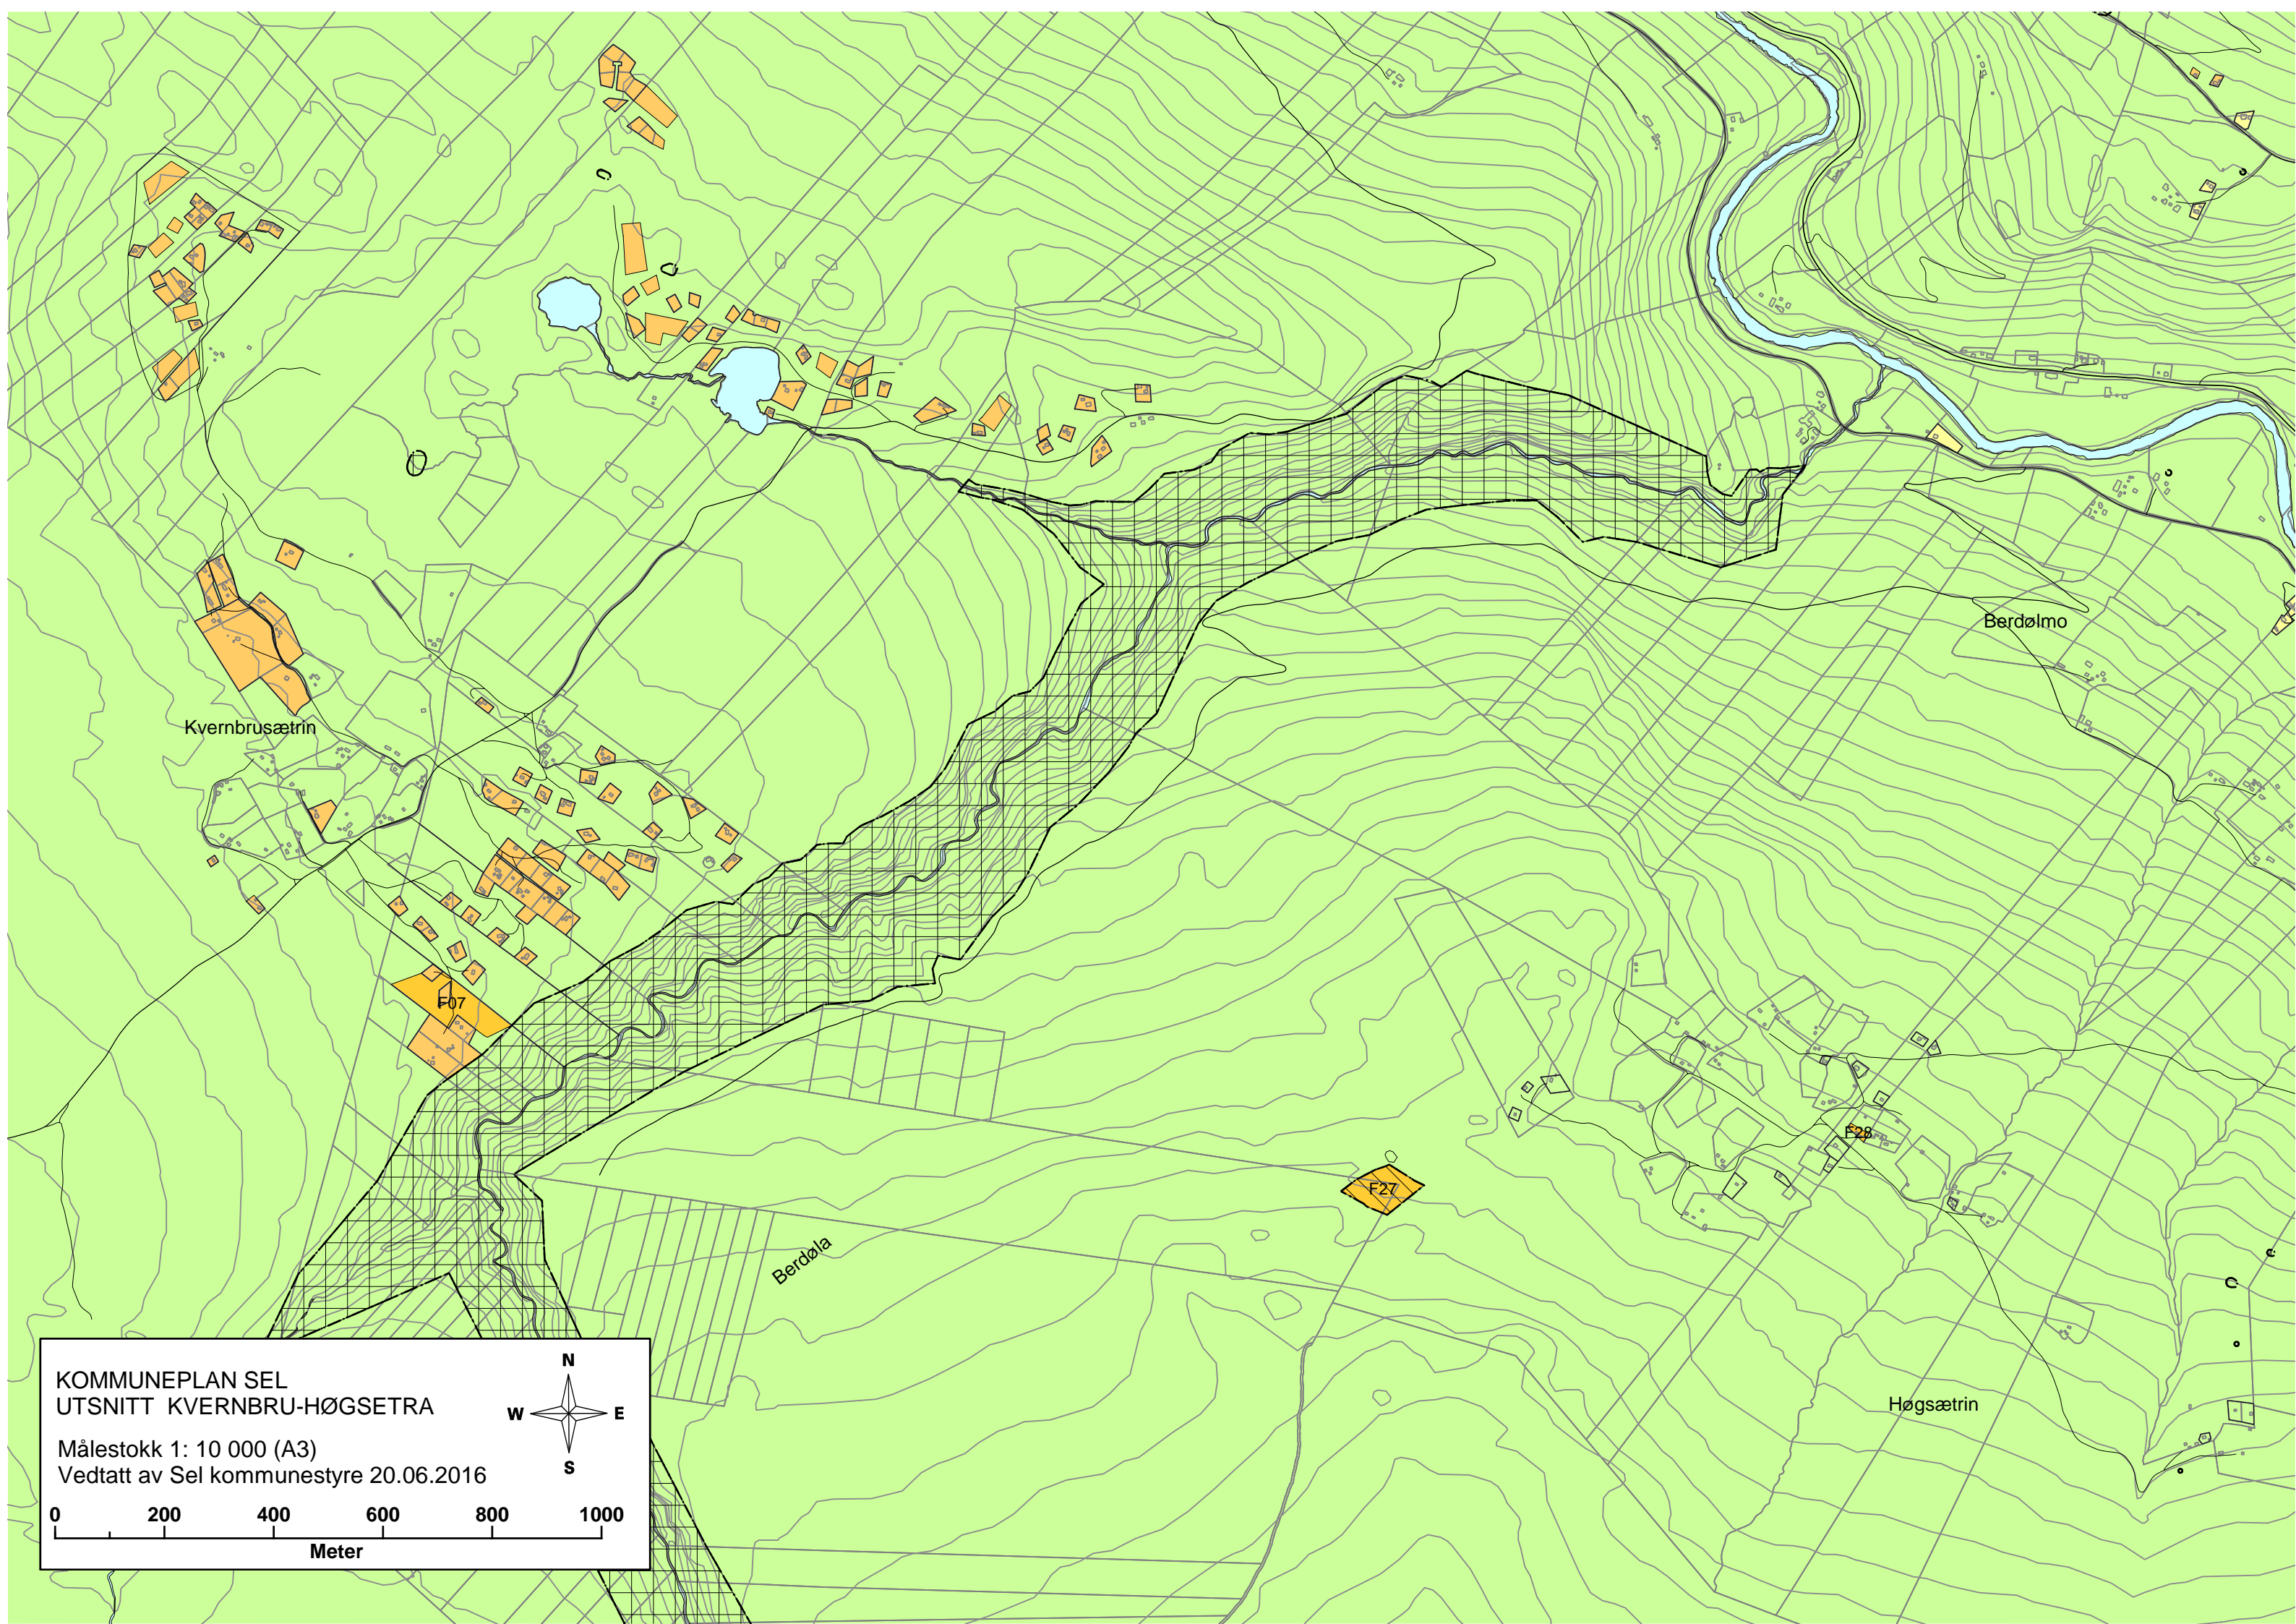 Berdølmo
Kvernbrusætrin
F07
F28
F27
Berdøla
Høgsætrin
KOMMUNEPLAN SEL
UTSNITT KVERNBRU-HØGSETRA
Målestokk 1: 10 000 (A3)
Vedtatt av Sel kommunestyre 20.06.2016
N
W E
S
0 200 400 600 800 1000
Meter